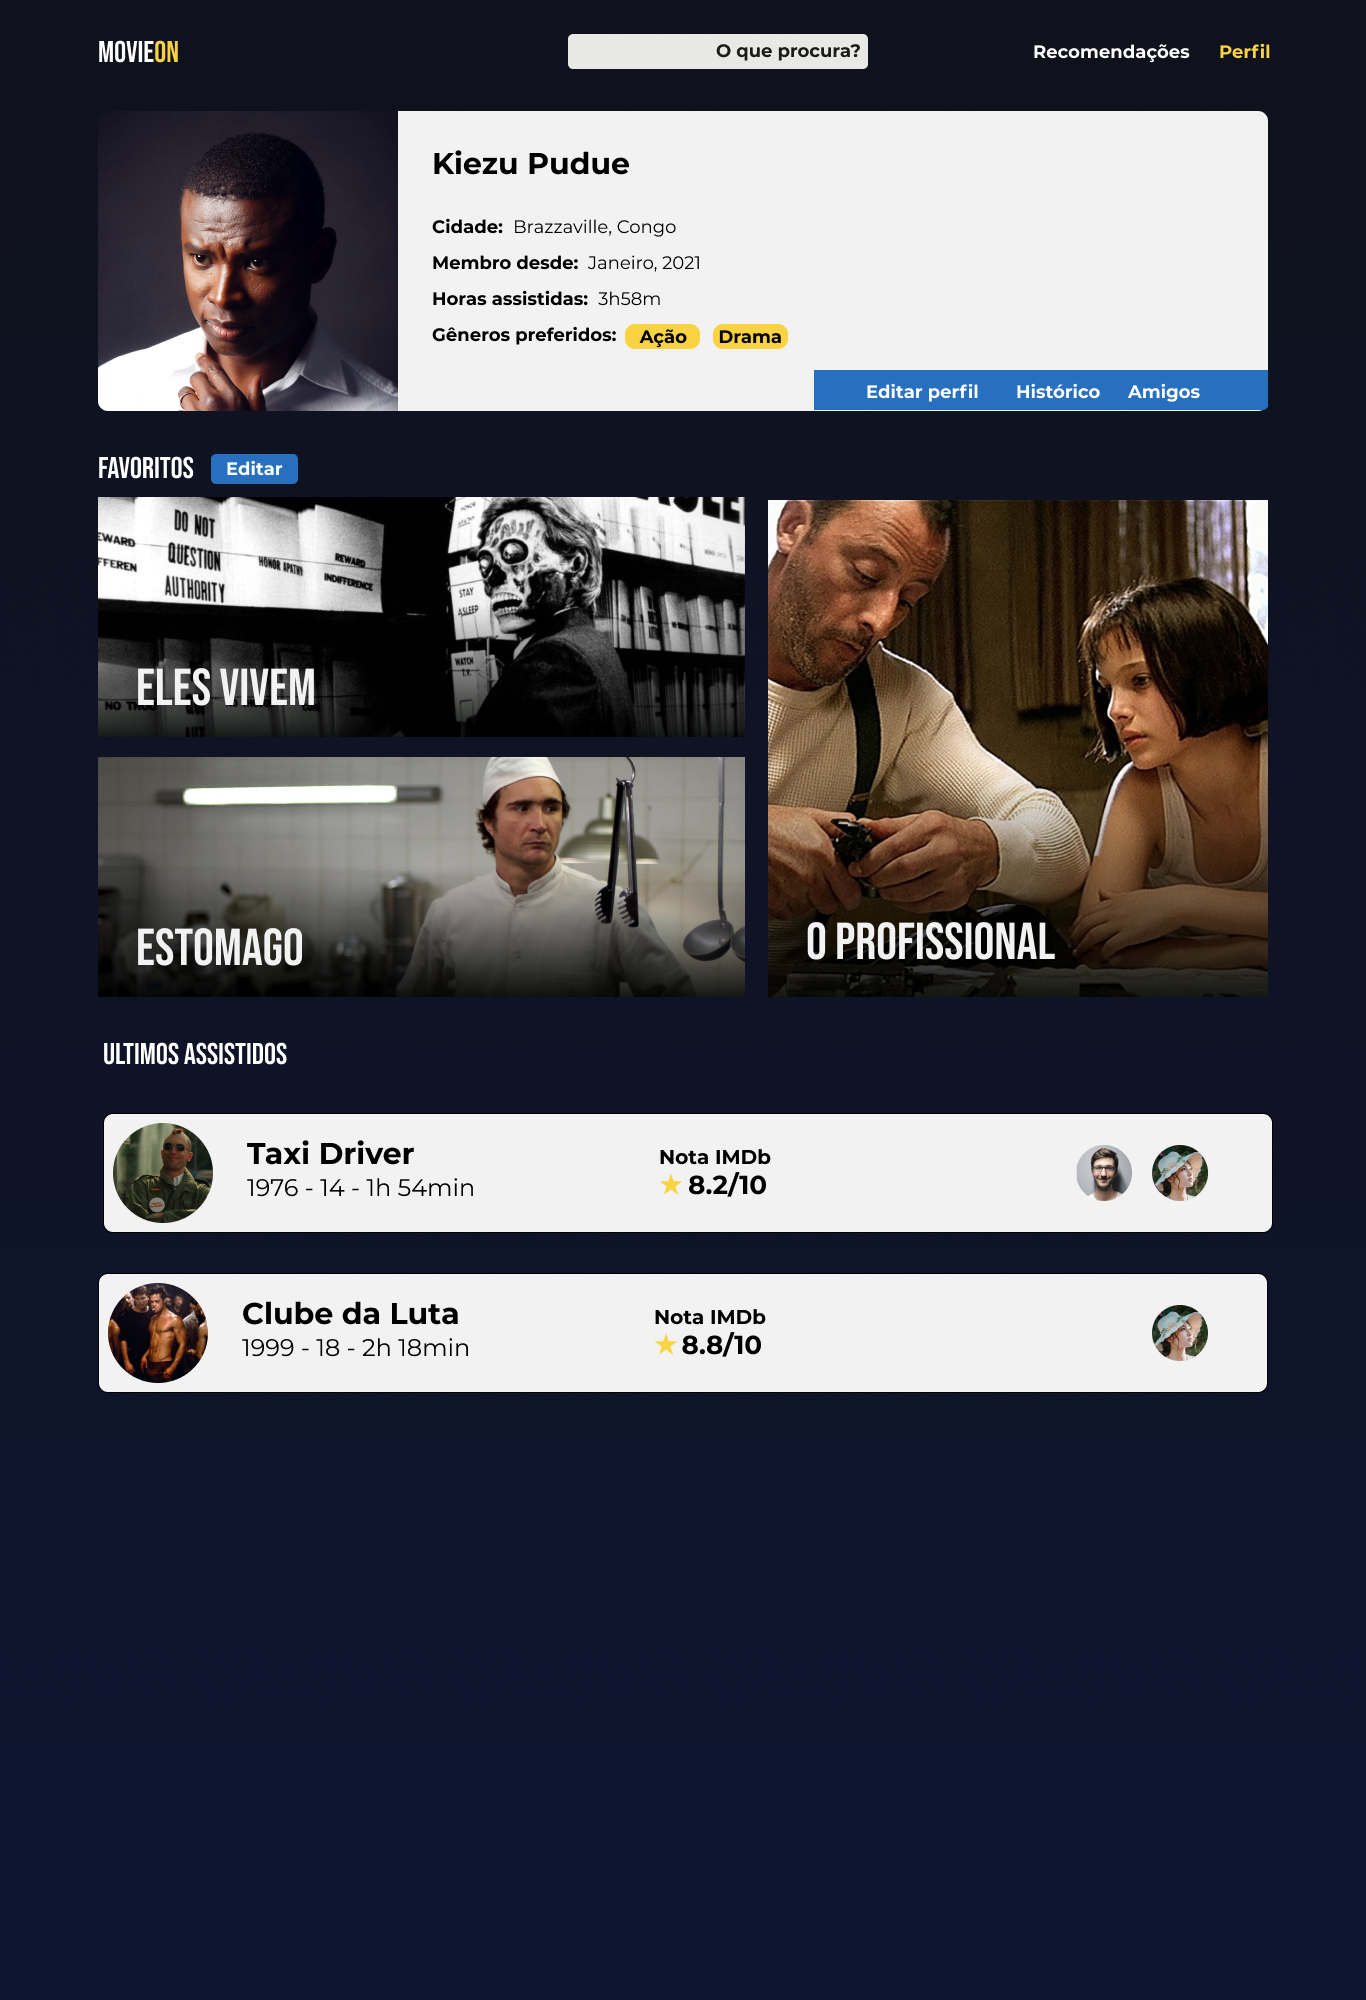 MOVIEON
O que procura?
Recomendações
Perfil
Kiezu Pudue
Cidade: Brazzaville, Congo
Membro desde: Janeiro, 2021
Horas assistidas: 3h58m
Gêneros preferidos: Ação Drama
Editar perfil
Histórico
Amigos
FAVORITOS
Editar
DO NOT
QUESTION
AUTHORITY
EWARD
FFEREN
HONOR APATHY
REWARD
INDIFFERENCE
STAY
ASLEEP
WATCH
T.V.
ELES VIVEM
ESTOMAGO
O PROFISSIONAL
ULTIMOS ASSISTIDOS
Taxi Driver
1976 - 14 - 1h 54min
Nota IMDb
8.2/10
Clube da Luta
1999 - 18 - 2h 18min
Nota IMDb
8.8/10